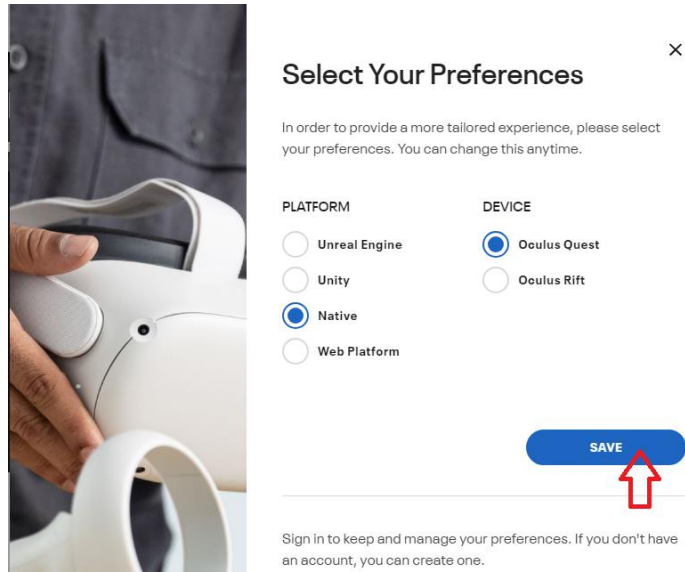 Select Your Preferences
In order to provide a more tailored experience, please select
your preferences. You can change this anytime.
PLATFORM
Unreal Engine
Unity
Native
Web Platform
DEVICE
Oculus Quest
Oculus Rift
SAVE
Sign in to keep and manage your preferences. If you don't have
an account, you can create one.